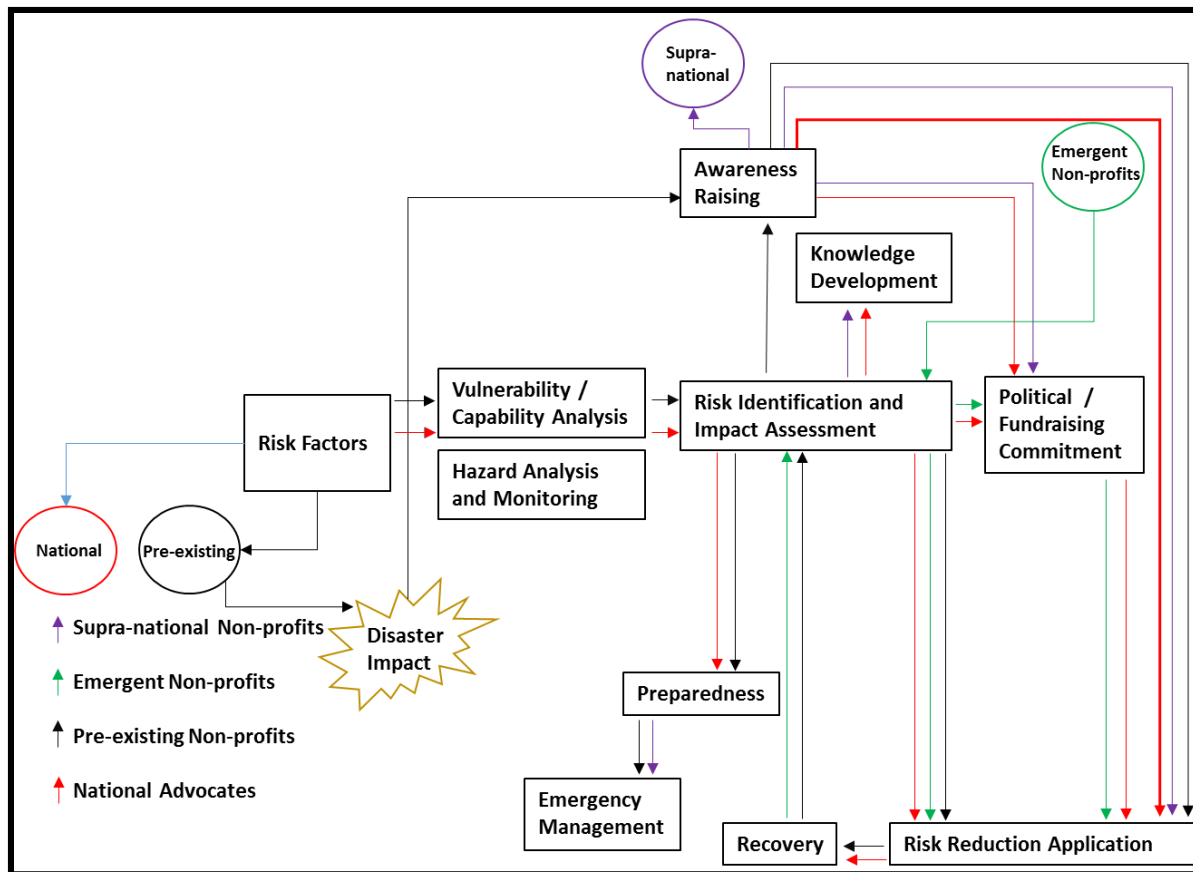 Supra-
national
Emergent
Non-profits
Awareness
Raising
Knowledge
Development
Vulnerability /
Capability Analysis
Risk Identification and
Impact Assessment
Political /
Fundraising
Commitment
Risk Factors
Hazard Analysis
and Monitoring
National
Pre-existing
Disaster
Impact
Supra-national Non-profits
Emergent Non-profits
Pre-existing Non-profits
National Advocates
Preparedness
Emergency
Management
Recovery
Risk Reduction Application